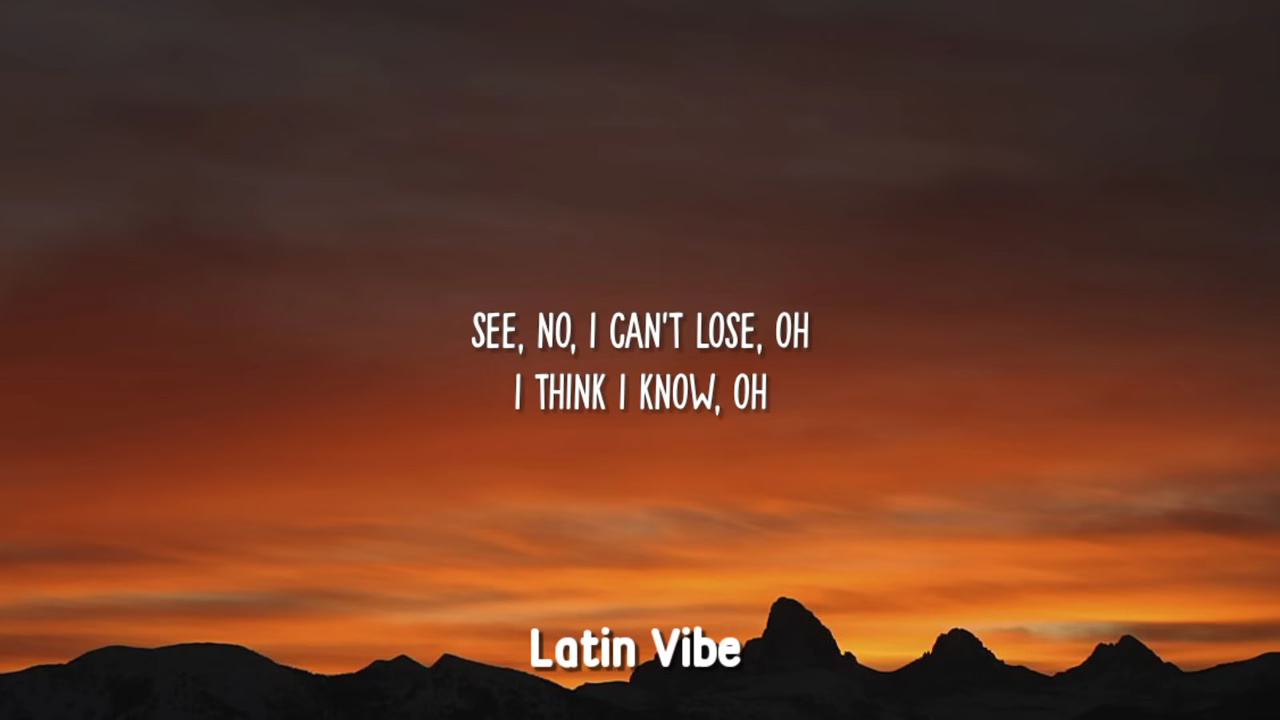 SEE, NO, I CAN'T LOSE, OH
I THINK I KNOW, OH
Latin Vibe